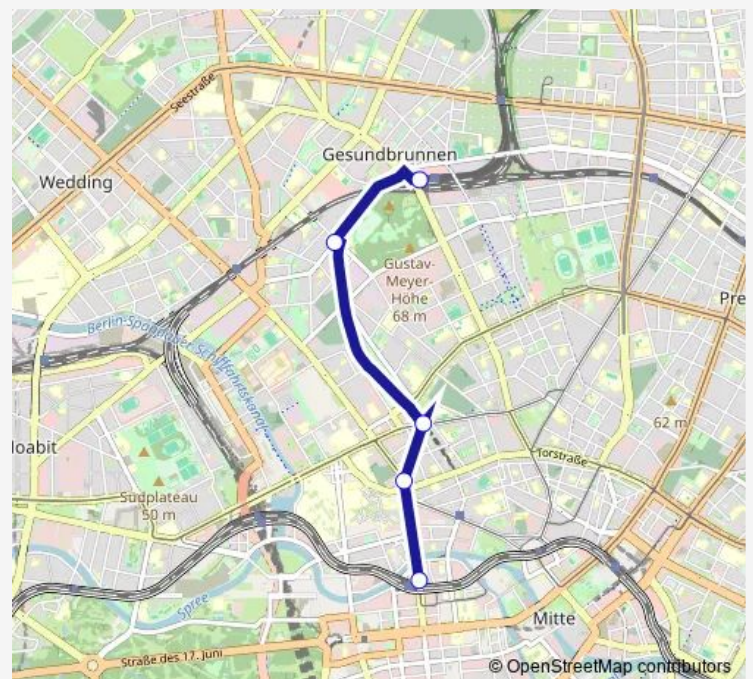 Seestraße
Gesundbrunnen
Wedding
Gustav-
Meyer-
Höhe
68 m
Pre
Berlin-Spandauer Schifffahrtskanal
62 m
loabit
Torstraße
Südplateau
50 m
Spree
Mitte
Straße des 17. Juni
© OpenStreetMap contributors